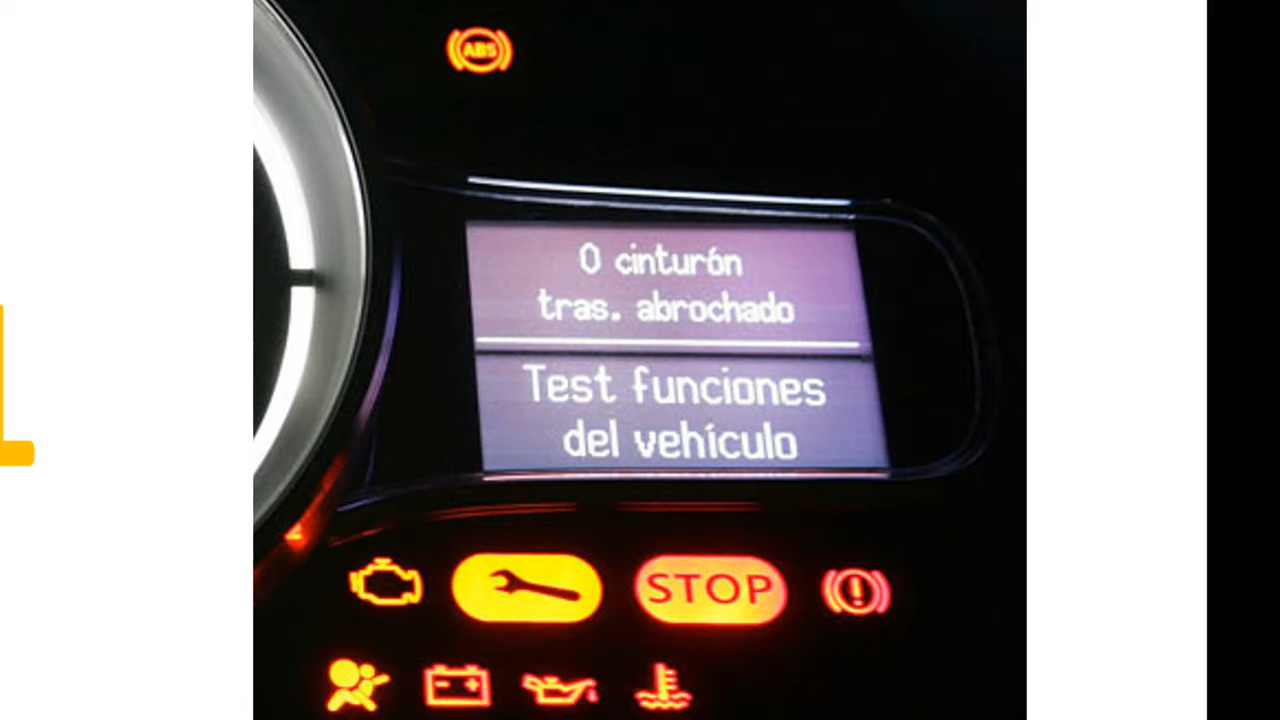 ABS
0 cinturón
tras. abrochado
Test funciones
del vehículo
STOP